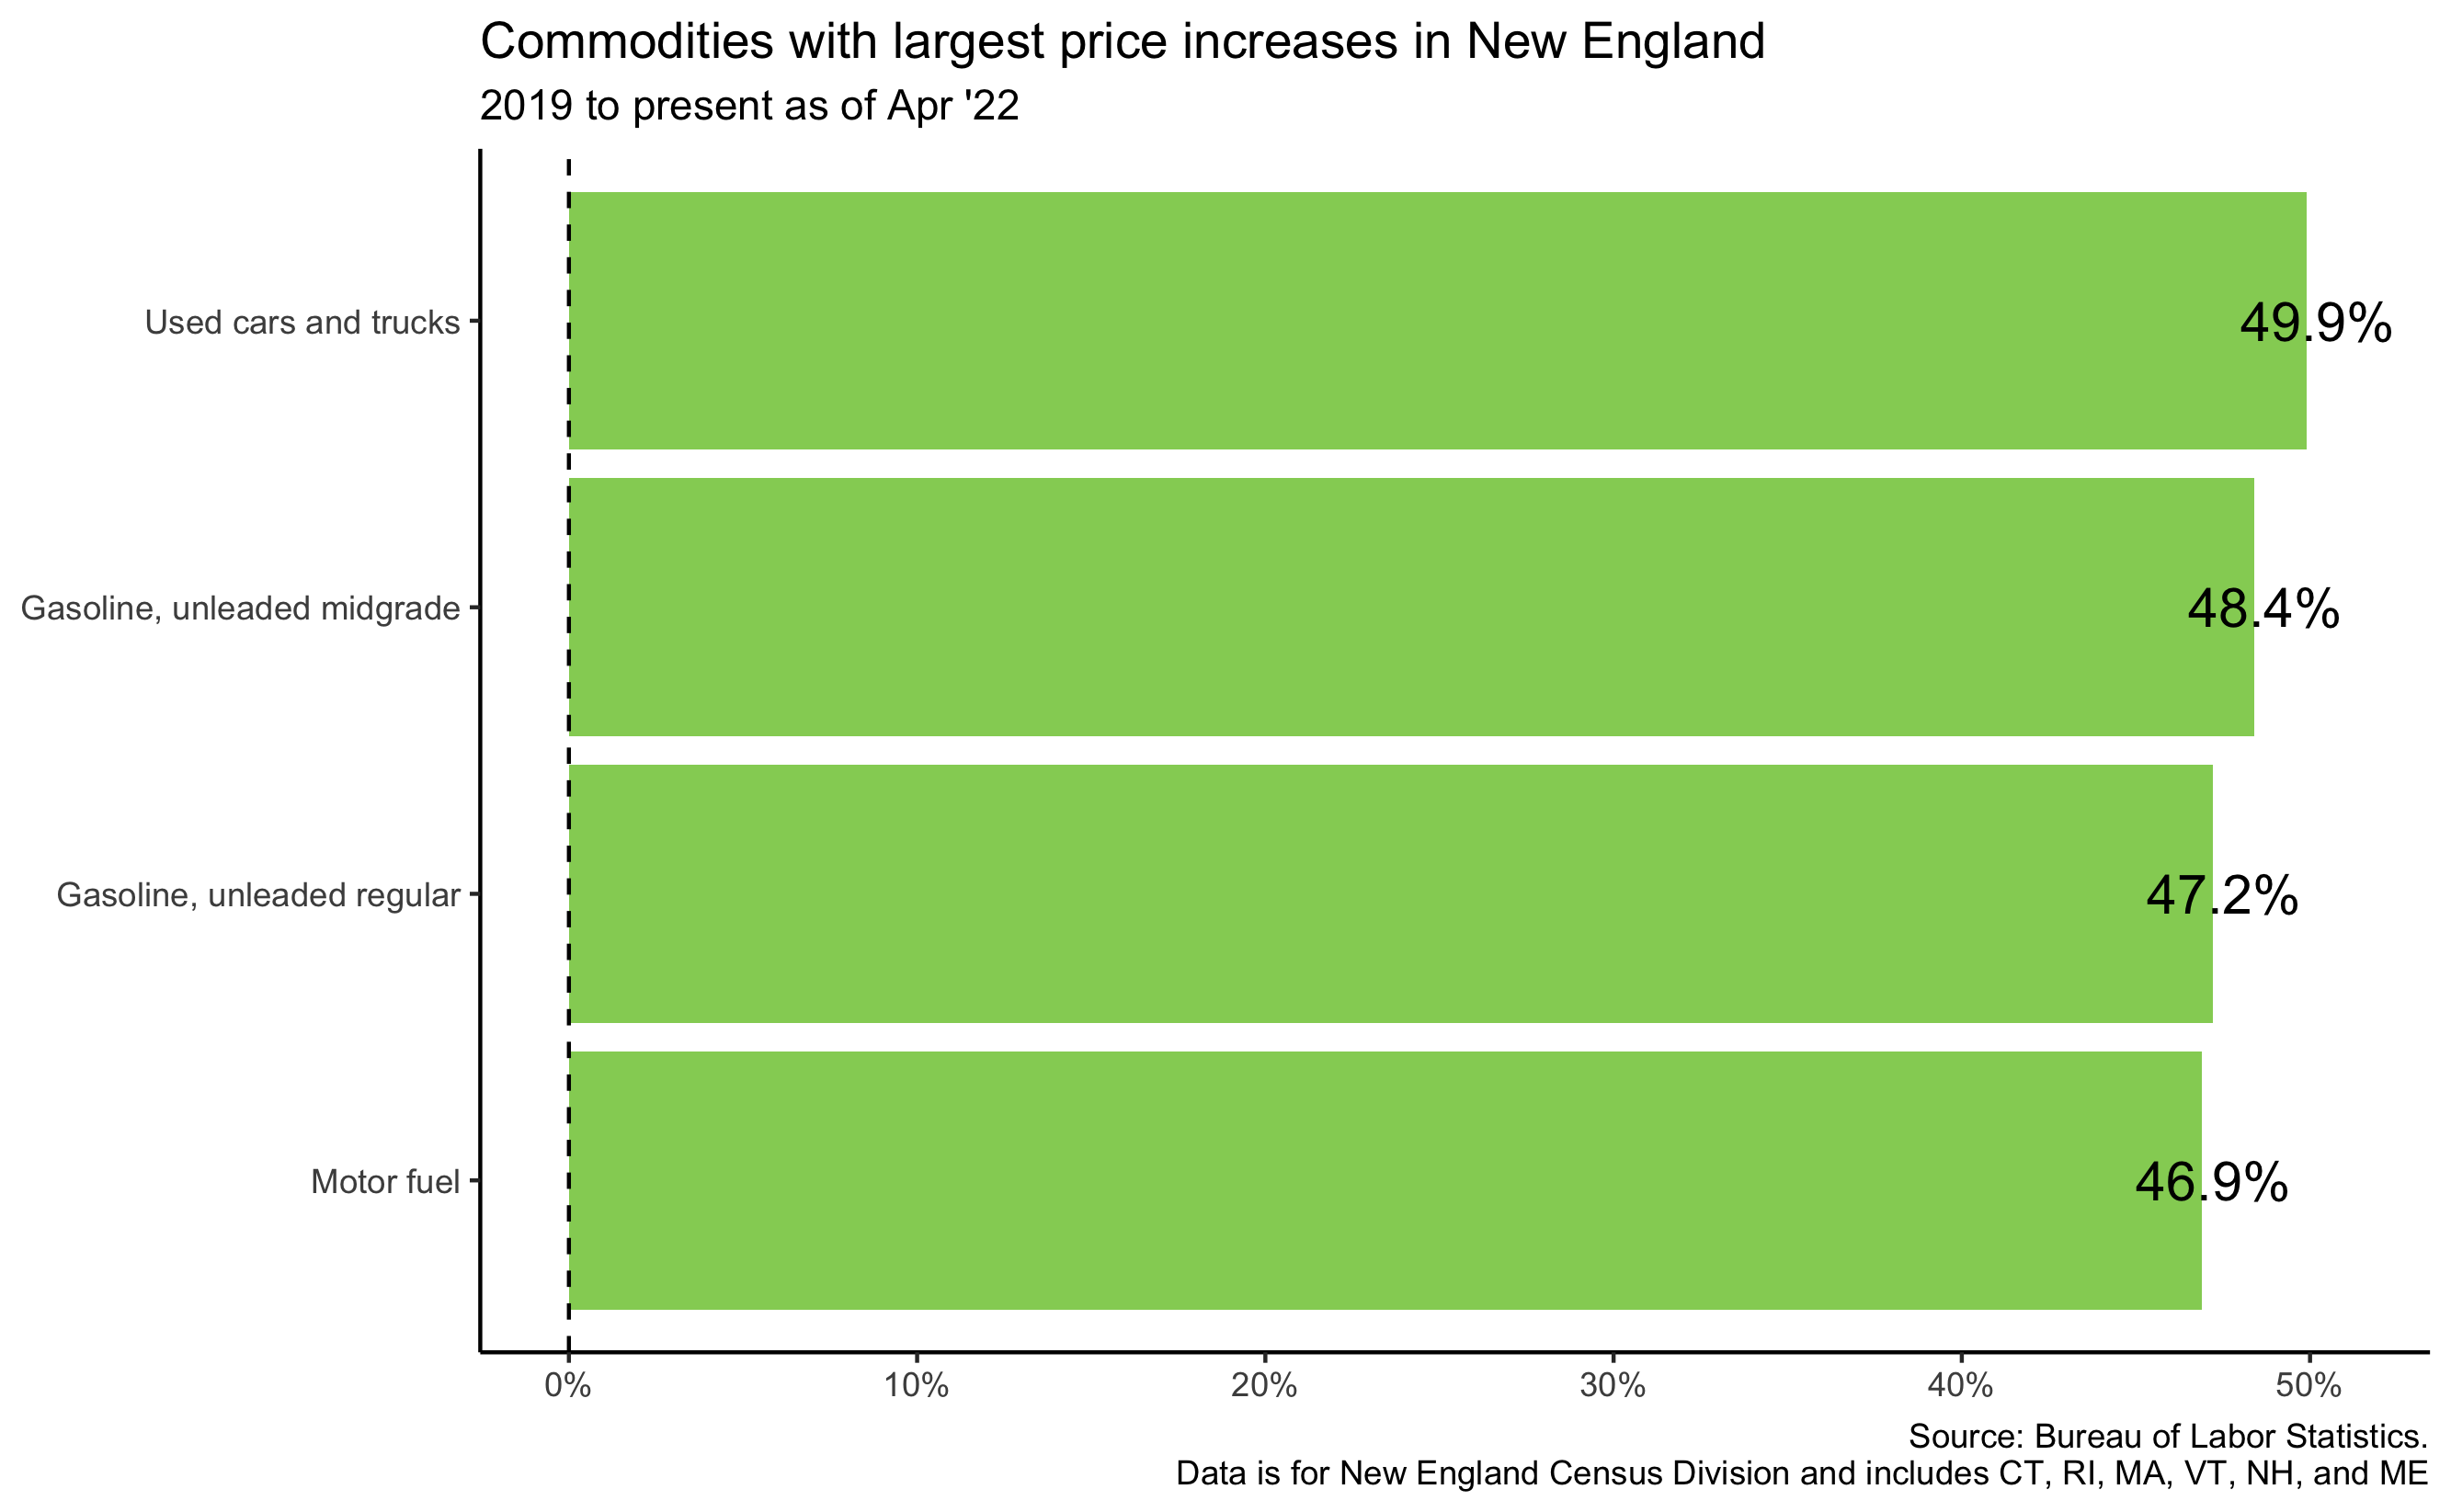 Commodities with largest price increases in New England
2019 to present as of Apr '22
Used cars and trucks
49.9%
Gasoline, unleaded midgrade
48.4%
Gasoline, unleaded regular
47.2%
Motor fuel
46.9%
0% 10% 20% 30% 40% 50%
Source: Bureau of Labor Statistics.
Data is for New England Census Division and includes CT, RI, MA, VT, NH, and ME